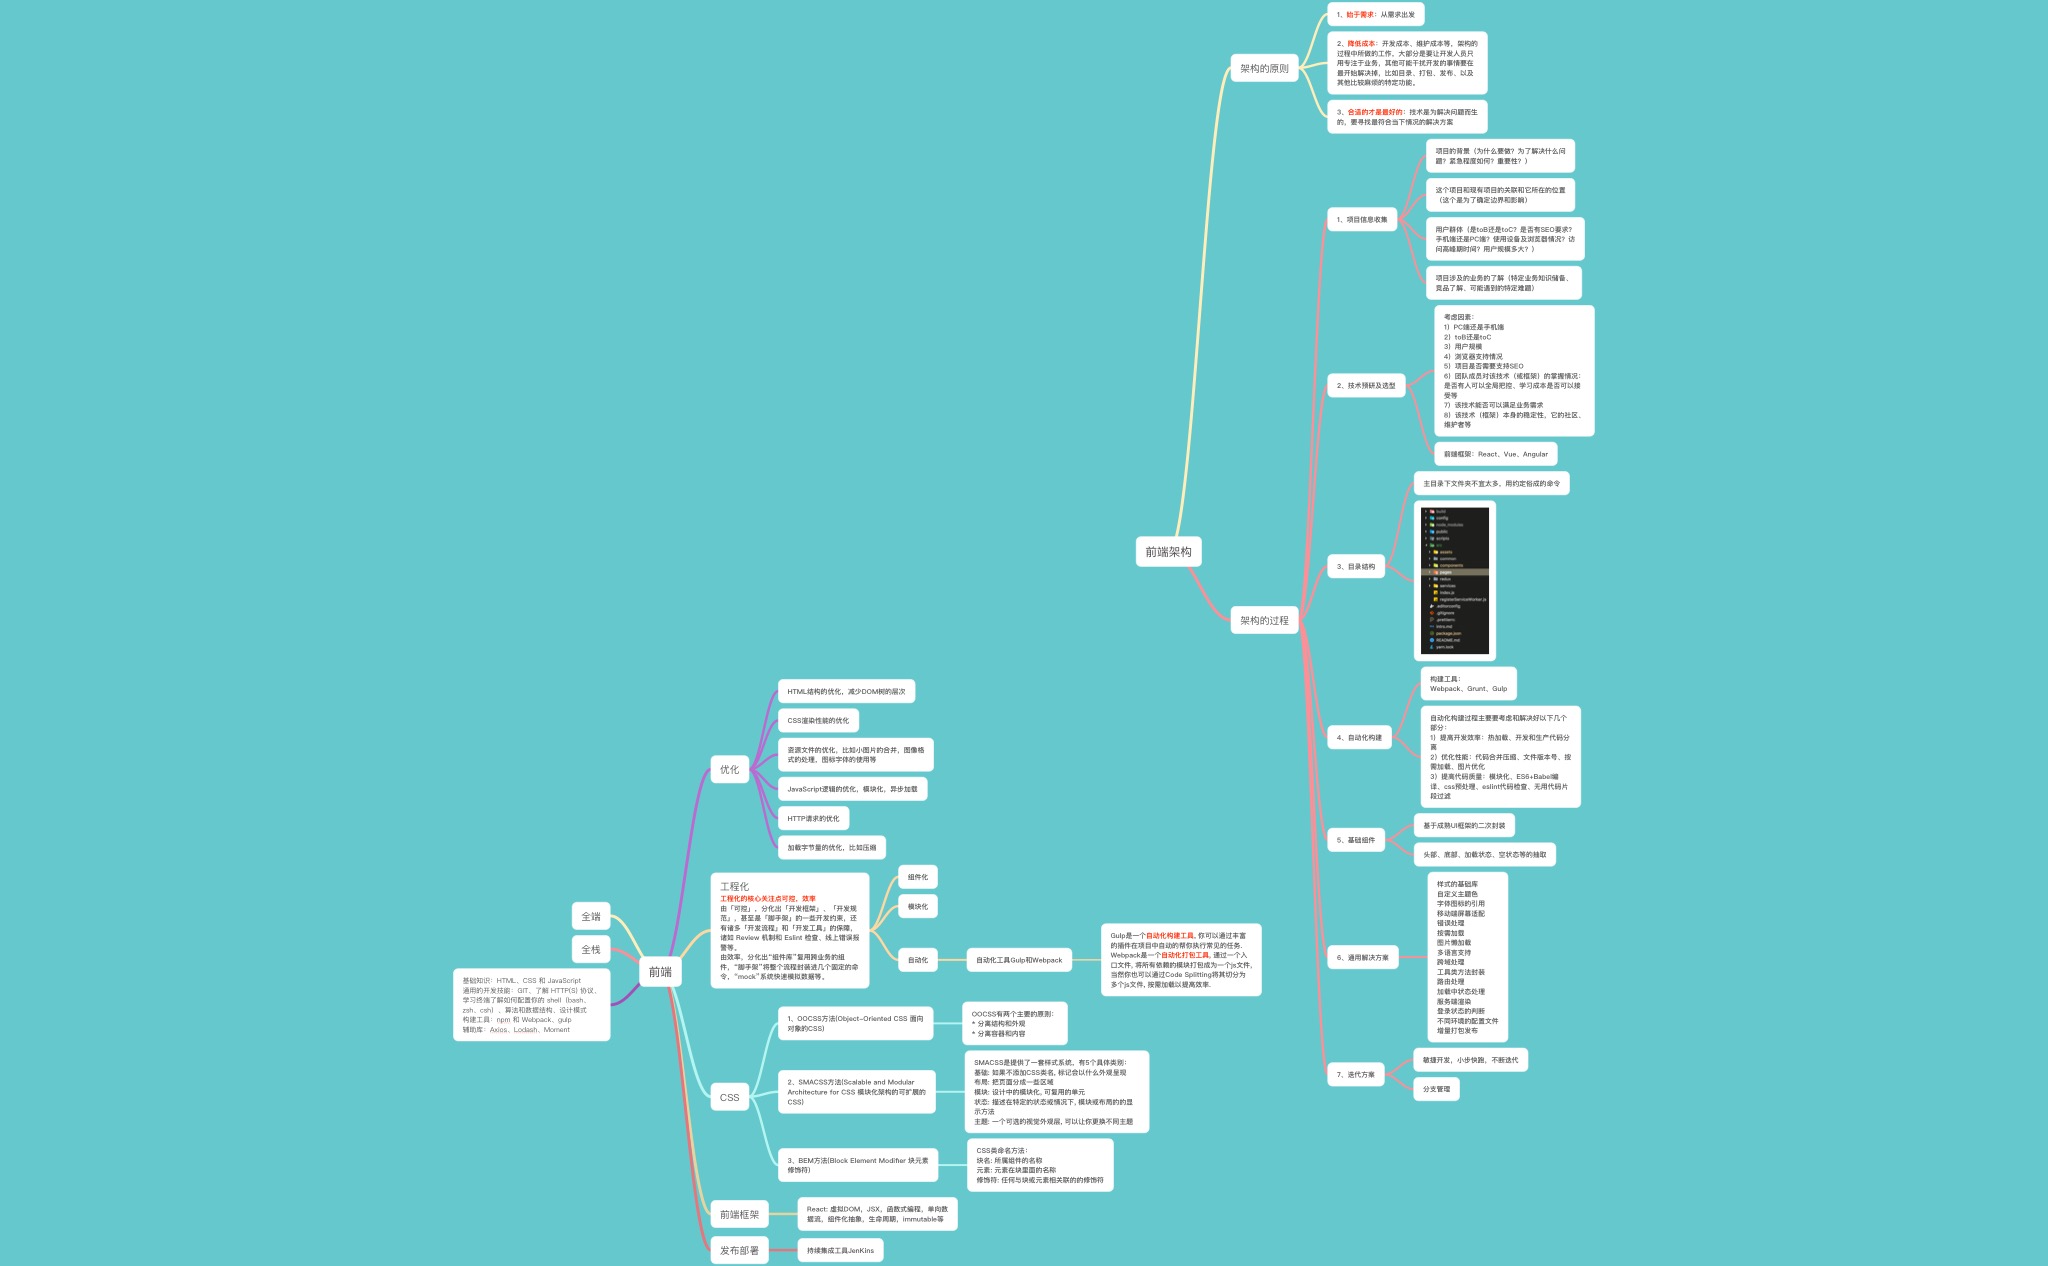 前端架构
架构的原则
1、始于需求：从需求出发
2、降低成本：开发成本、维护成本等，架构的
过程中所做的工作，大部分是要让开发人员只
用专注于业务，其他可能干扰开发的事情要在
最开始解决掉，比如目录、打包、发布、以及
其他比较麻烦的特定功能。
3、合适的才是最好的：技术是为解决问题而生
的，要寻找最符合当下情况的解决方案
架构的过程
1、项目信息收集
项目的背景（为什么要做？为了解决什么问
题？紧急程度如何？重要性？）
这个项目和现有项目的关联和它所在的位置
（这个是为了确定边界和影响）
用户群体（是toB还是toC？是否有SEO要求？
手机端还是PC端？使用设备及浏览器情况？访
问高峰期时间？用户规模多大？）
项目涉及的业务的了解（特定业务知识储备、
竞品了解、可能遇到的特定难题）
2、技术预研及选型
考虑因素：
1）PC端还是手机端
2）toB还是toC
3）用户规模
4）浏览器支持情况
5）项目是否需要支持SEO
6）团队成员对该技术（或框架）的掌握情况：
是否有人可以全局把控、学习成本是否可以接
受等
7）该技术能否可以满足业务需求
8）该技术（框架）本身的稳定性，它的社区、
维护者等
前端框架：React、Vue、Angular
3、目录结构
主目录下文件夹不宜太多，用约定俗成的命令
build
config
node_modules
public
scripts
src
assets
common
components
pages
redux
services
index.js
registerServiceWorker.js
.editorconfig
.gitignore
.prettierrc
intro.md
package.json
README.md
yarn.lock
4、自动化构建
构建工具：
Webpack、Grunt、Gulp
自动化构建过程主要要考虑和解决好以下几个
部分：
1）提高开发效率：热加载、开发和生产代码分
离
2）优化性能：代码合并压缩、文件版本号、按
需加载、图片优化
3）提高代码质量：模块化、ES6+Babel编
译、css预处理、eslint代码检查、无用代码片
段过滤
5、基础组件
基于成熟UI框架的二次封装
头部、底部、加载状态、空状态等的抽取
6、通用解决方案
样式的基础库
自定义主题色
字体图标的引用
移动端屏幕适配
错误处理
按需加载
图片懒加载
多语言支持
跨域处理
工具类方法封装
路由处理
加载中状态处理
服务端渲染
登录状态的判断
不同环境的配置文件
增量打包发布
7、迭代方案
敏捷开发，小步快跑，不断迭代
分支管理
前端
全端
全栈
基础知识：HTML、CSS 和 JavaScript
通用的开发技能：GIT、了解 HTTP(S) 协议、
学习终端了解如何配置你的 shell（bash、
zsh、csh）、算法和数据结构、设计模式
构建工具：npm 和 Webpack、gulp
辅助库：Axios、Lodash、Moment
优化
HTML结构的优化，减少DOM树的层次
CSS渲染性能的优化
资源文件的优化，比如小图片的合并，图像格
式的处理，图标字体的使用等
JavaScript逻辑的优化，模块化，异步加载
HTTP请求的优化
加载字节量的优化，比如压缩
工程化
工程化的核心关注点可控，效率
由「可控」，分化出「开发框架」、「开发规
范」，甚至是「脚手架」的一些开发约束，还
有诸多「开发流程」和「开发工具」的保障，
诸如 Review 机制和 Eslint 检查、线上错误报
警等。
由效率，分化出“组件库”复用跨业务的组
件，“脚手架”将整个流程封装进几个固定的命
令，“mock”系统快速模拟数据等。
组件化
模块化
自动化
自动化工具Gulp和Webpack
Gulp是一个自动化构建工具, 你可以通过丰富
的插件在项目中自动的帮你执行常见的任务.
Webpack是一个自动化打包工具, 通过一个入
口文件, 将所有依赖的模块打包成为一个js文件,
当然你也可以通过Code Splitting将其切分为
多个js文件, 按需加载以提高效率.
CSS
1、OOCSS方法(Object-Oriented CSS 面向
对象的CSS)
OOCSS有两个主要的原则：
* 分离结构和外观
* 分离容器和内容
2、SMACSS方法(Scalable and Modular
Architecture for CSS 模块化架构的可扩展的
CSS)
SMACSS是提供了一套样式系统，有5个具体类别：
基础: 如果不添加CSS类名, 标记会以什么外观呈现
布局: 把页面分成一些区域
模块: 设计中的模块化, 可复用的单元
状态: 描述在特定的状态或情况下, 模块或布局的的显
示方法
主题: 一个可选的视觉外观层, 可以让你更换不同主题
3、BEM方法(Block Element Modifier 块元素
修饰符)
CSS类命名方法：
块名: 所属组件的名称
元素: 元素在块里面的名称
修饰符: 任何与块或元素相关联的的修饰符
前端框架
React: 虚拟DOM，JSX，函数式编程，单向数
据流，组件化抽象，生命周期，immutable等
发布部署
持续集成工具JenKins